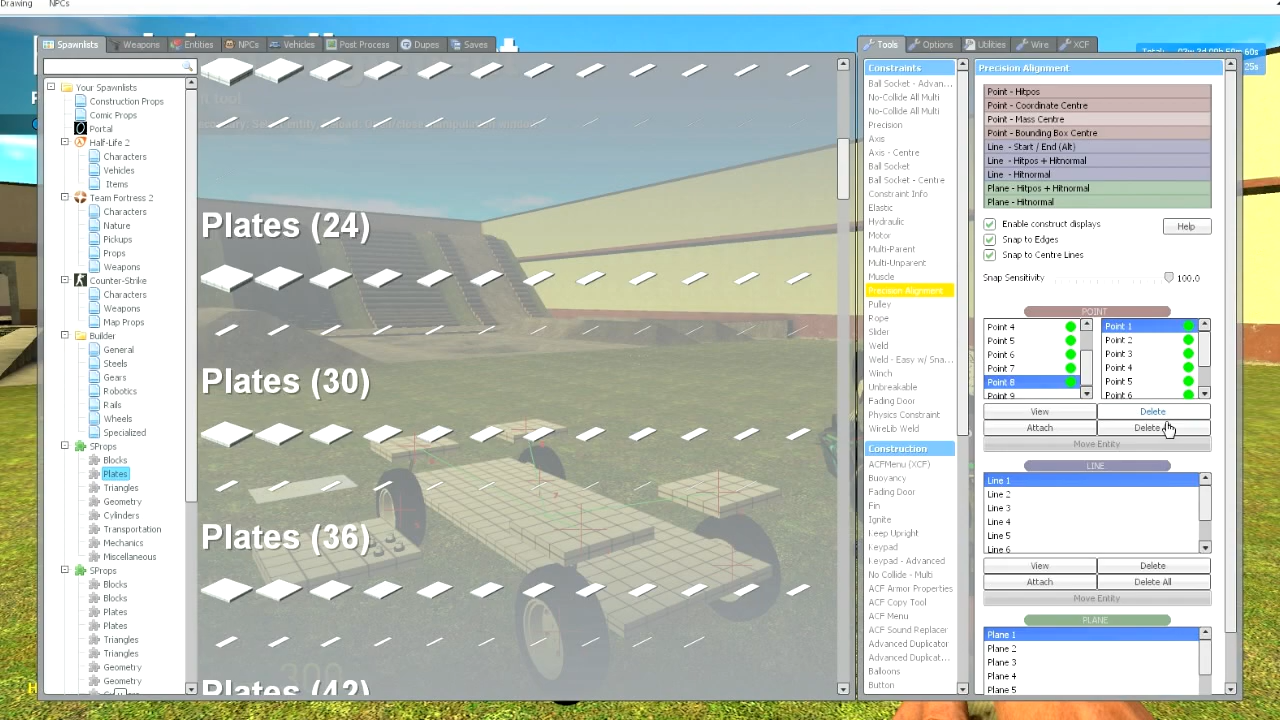 Drawing NPCs
Spawnlists Weapons Entities NPCs Vehicles Post Process Dupes Saves
Your Spawnlists
Construction Props
Comic Props
Portal
Half-Life 2
Characters
Vehicles
Items
Team Fortress 2
Characters
Nature
Pickups
Props
Weapons
Counter-Strike
Characters
Weapons
Map Props
Builder
General
Steels
Gears
Robotics
Rails
Wheels
Specialized
SProps
Blocks
Plates
Triangles
Geometry
Cylinders
Transportation
Mechanics
Miscellaneous
SProps
Blocks
Blocks
Plates
Plates
Triangles
Triangles
Geometry
Geometry
Plates (24)
Plates (30)
Plates (36)
Plates (42)
Tools Options Utilities Wire XCF
Constraints
Ball Socket - Advan...
No-Collide All Multi
No-Collide All Multi
Precision
Axis
Axis - Centre
Ball Socket
Ball Socket - Centre
Constraint Info
Elastic
Hydraulic
Motor
Multi-Parent
Multi-Unparent
Muscle
Precision Alignment
Pulley
Rope
Slider
Weld
Weld - Easy w/ Sna...
Winch
Unbreakable
Fading Door
Physics Constraint
WireLib Weld
Construction
ACFMenu (XCF)
Buoyancy
Fading Door
Fin
Ignite
Keep Upright
Keypad
Keypad - Advanced
No Collide - Multi
ACF Armor Properties
ACF Copy Tool
ACF Menu
ACF Sound Replacer
Advanced Duplicator
Advanced Duplicat...
Balloons
Button
Precision Alignment
Point - Hitpos
Point - Coordinate Centre
Point - Mass Centre
Point - Bounding Box Centre
Line - Start / End (Alt)
Line - Hitpos + Hitnormal
Line - Hitnormal
Plane - Hitpos + Hitnormal
Plane - Hitnormal
Enable construct displays
Help
Snap to Edges
Snap to Centre Lines
Snap Sensitivity 100.0
POINT
Point 4 Point 1
Point 5 Point 2
Point 6 Point 3
Point 7 Point 4
Point 8 Point 5
Point 9 Point 6
View Delete
Attach Delete
Move Entity
LINE
Line 1
Line 2
Line 3
Line 4
Line 5
Line 6
View Delete
Attach Delete All
Move Entity
PLANE
Plane 1
Plane 2
Plane 3
Plane 4
Plane 5